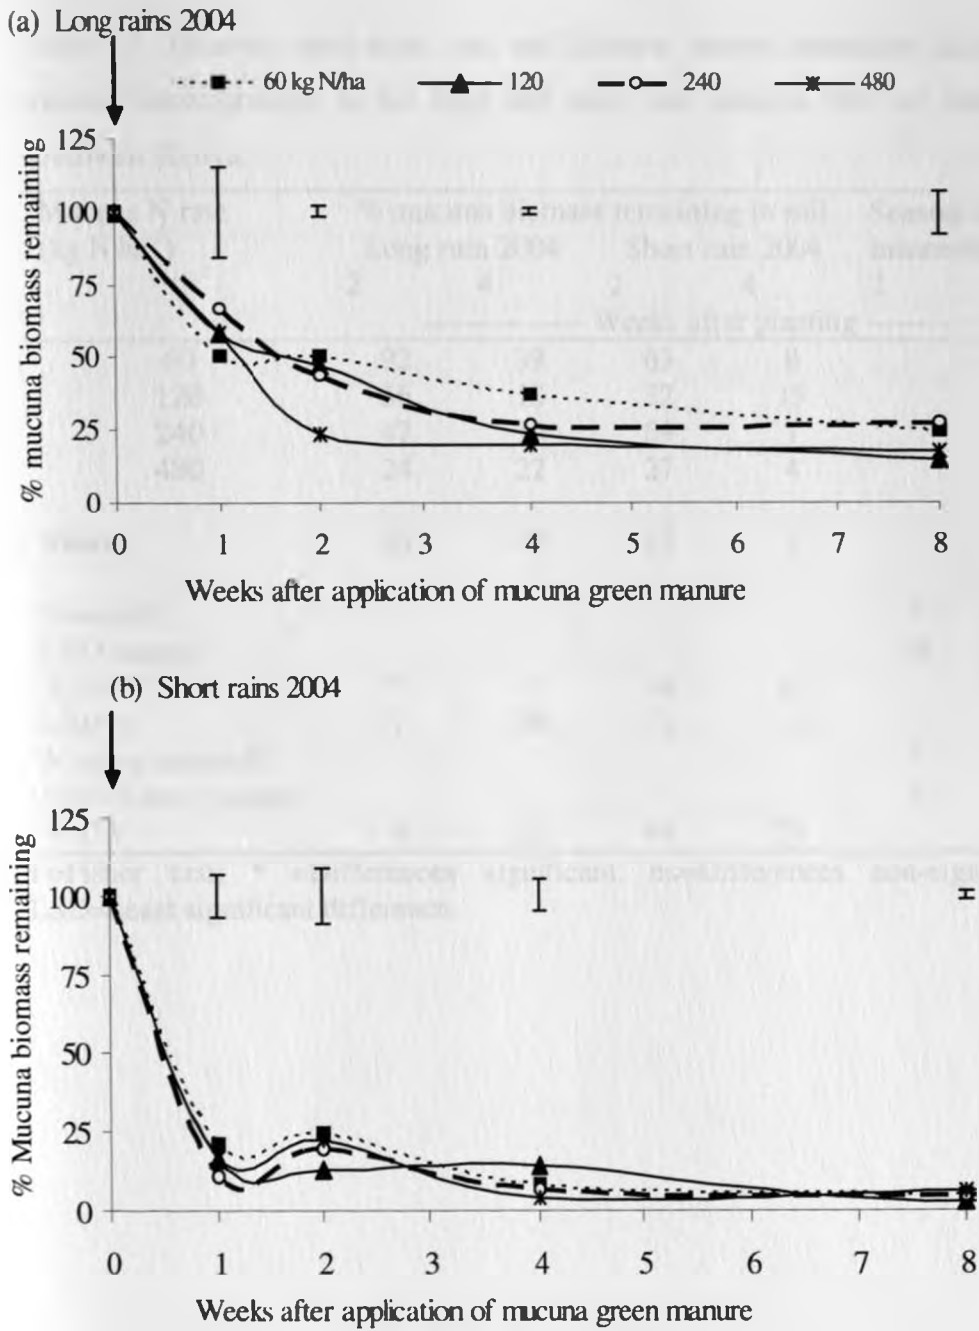 (a) Long rains 2004
60 kg N/ha 120 240 480
125
100
75
50
25
0
% mucuna biomass remaining
0 1 2 3 4 5 6 7 8
Weeks after application of mucuna green manure
(b) Short rains 2004
125
100
75
50
25
0
% Mucuna biomass remaining
0 1 2 3 4 5 6 7 8
Weeks after application of mucuna green manure